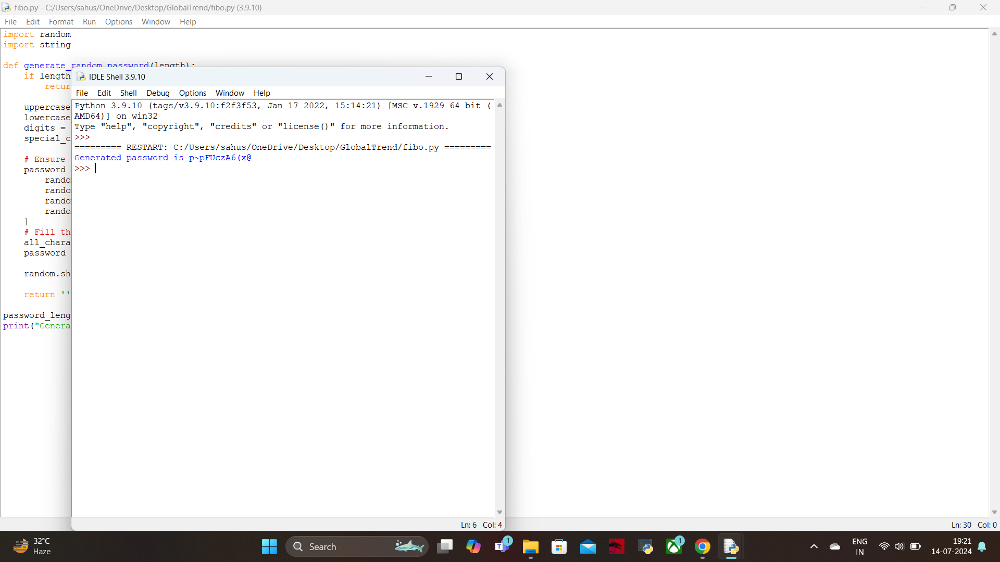 fibo.py - C:/Users/sahus/OneDrive/Desktop/GlobalTrend/fibo.py (3.9.10)
File Edit Format Run Options Window Help
import random
import string
def generate_random_password(length):
if length
uppercase
lowercase
digits =
special_c
# Ensure
password
]
# Fill th
all_chara
password
random.sh
return ''
password_leng
print("Genera
IDLE Shell 3.9.10
File Edit Shell Debug Options Window Help
Python 3.9.10 (tags/v3.9.10:f2f3f53, Jan 17 2022, 15:14:21) [MSC v.1929 64 bit (
AMD64)] on win32
Type "help", "copyright", "credits" or "license()" for more information.
>>>
========= RESTART: C:/Users/sahus/OneDrive/Desktop/GlobalTrend/fibo.py =========
Generated password is p~pFUczA6(x@
>>>
Ln: 6 Col: 4
Ln: 30 Col: 0
32°C
Haze
Search
1
T
1
ENG
IN
19:21
14-07-2024